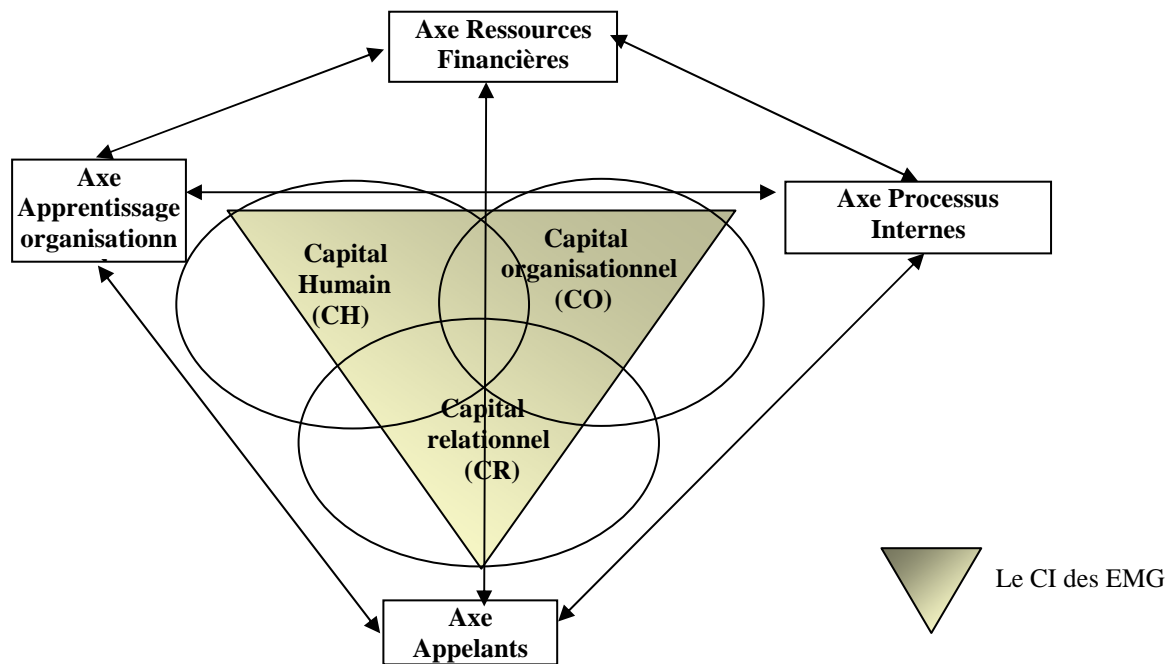 Axe Ressources
Financières
Axe
Apprentissage
organisationn
Axe Processus
Internes
Capital
Humain
(CH)
Capital
organisationnel
(CO)
Capital
relationnel
(CR)
Axe
Appelants
Le CI des EMG